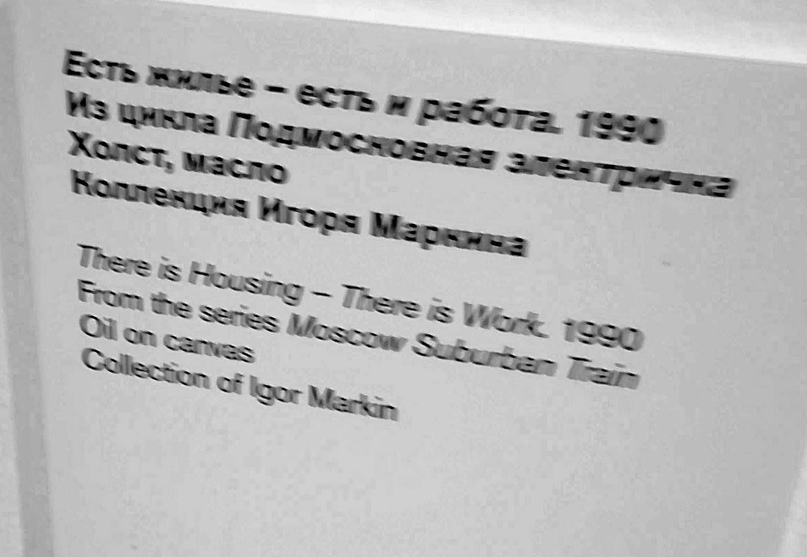 Есть жилье – есть и работа. 1990
Из цикла Подмосковная электричка
Холст, масло
Коллекция Игоря Маркина
There is Housing – There is Work. 1990
From the series Moscow Suburban Train
Oil on canvas
Collection of Igor Markin